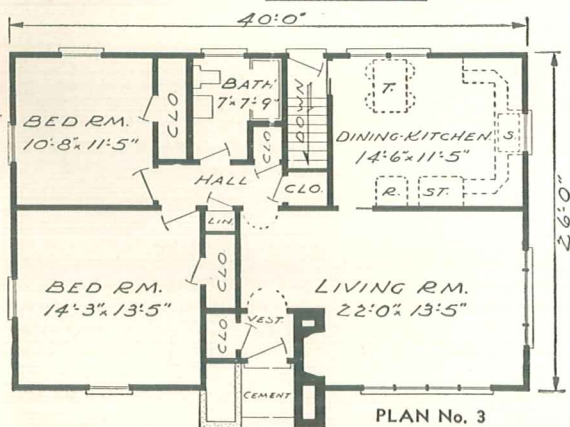 40'-0"
BED RM.
10'-8" x 11'-5"
CLO
BATH
7' x 7'-9"
CLO
DOWN
T.
DINING-KITCHEN
14'-6" x 11'-5"
S.
R.
ST.
HALL
CLO.
LIN.
26'-0"
BED RM.
14'-3" x 13'-5"
CLO
LIVING RM.
22'-0" x 13'-5"
CLO
VEST.
CEMENT
PLAN No. 3